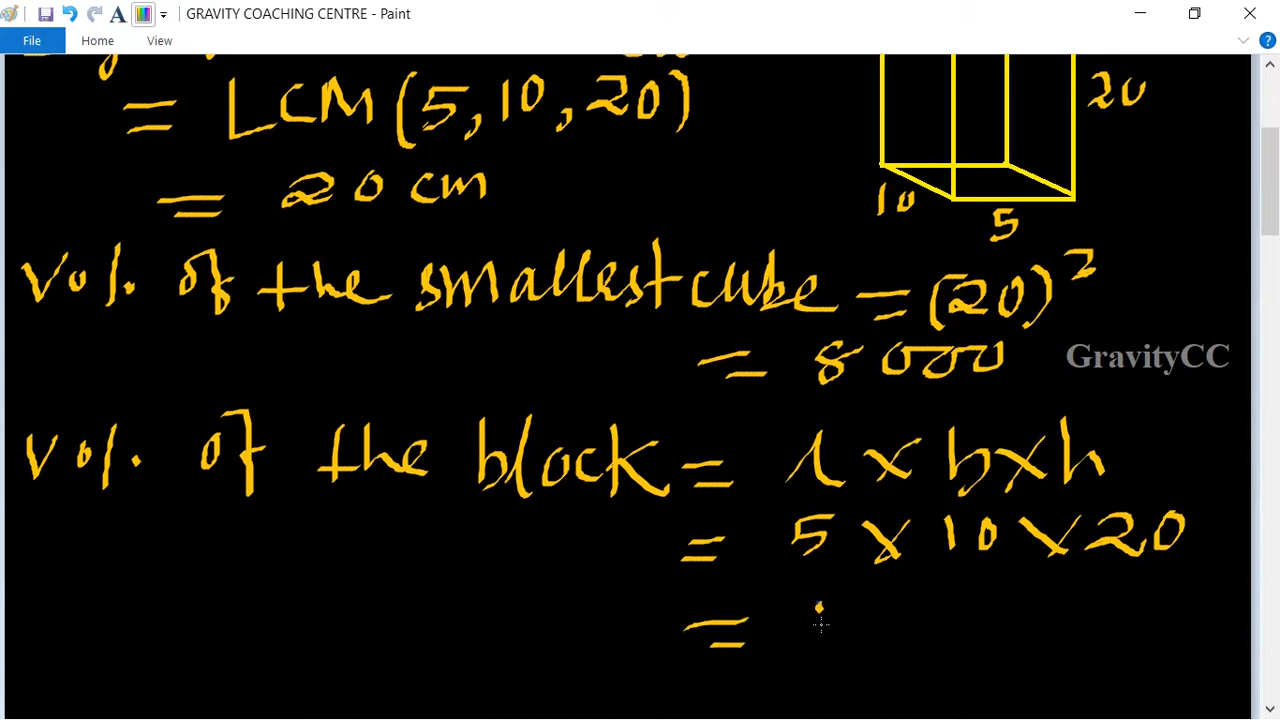 GRAVITY COACHING CENTRE - Paint
File Home View
= LCM (5, 10, 20)
20
= 20 cm
10
5
Vol. of the smallest cube = (20)³
= 8000
GravityCC
Vol. of the block = l x b x h
= 5 x 10 x 20
=